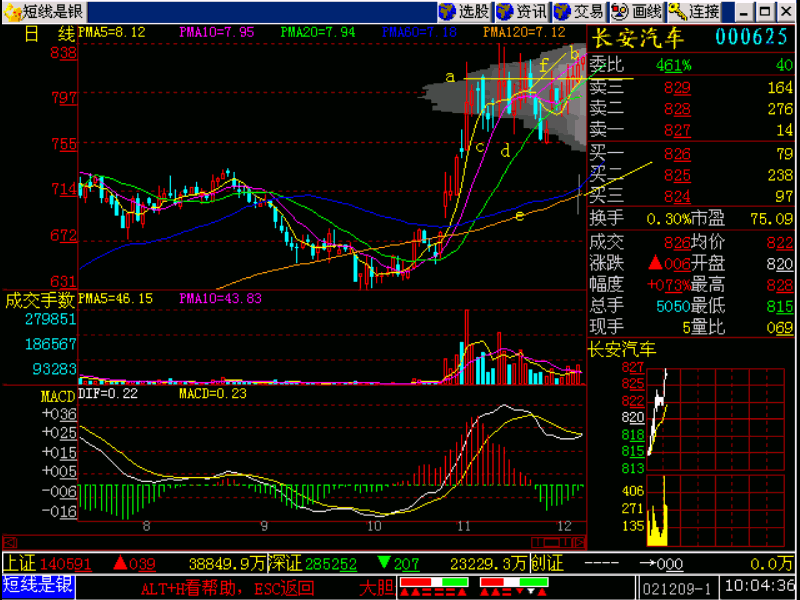 短线是银 选股 资讯 交易 画线 连接
日 线 PMA5=8.12 PMA10=7.95 PMA20=7.94 PMA60=7.18 PMA120=7.12
长安汽车 000625
838
797
755
714
672
631
a
b
f
c
d
e
委比 461% 40
卖三 829 164
卖二 828 276
卖一 827 14
买一 826 79
买二 825 238
买三 824 97
换手 0.30% 市盈 75.09
成交 826 均价 822
涨跌 ▲006 开盘 820
幅度 +073% 最高 828
总手 5050 最低 815
现手 5 量比 069
成交手数 PMA5=46.15 PMA10=43.83
279851
186567
93283
MACD DIF=0.22 MACD=0.23
+036
+025
+015
+005
-006
-016
8 9 10 11 12
长安汽车
827
825
822
820
818
815
813
406
271
135
上证 140591 ▲039 38849.9万 深证 285252 ▼207 23229.3万 创证 ---- →000 0.0万
短线是银 ALT+H看帮助, ESC返回 大胆 021209-1 10:04:36